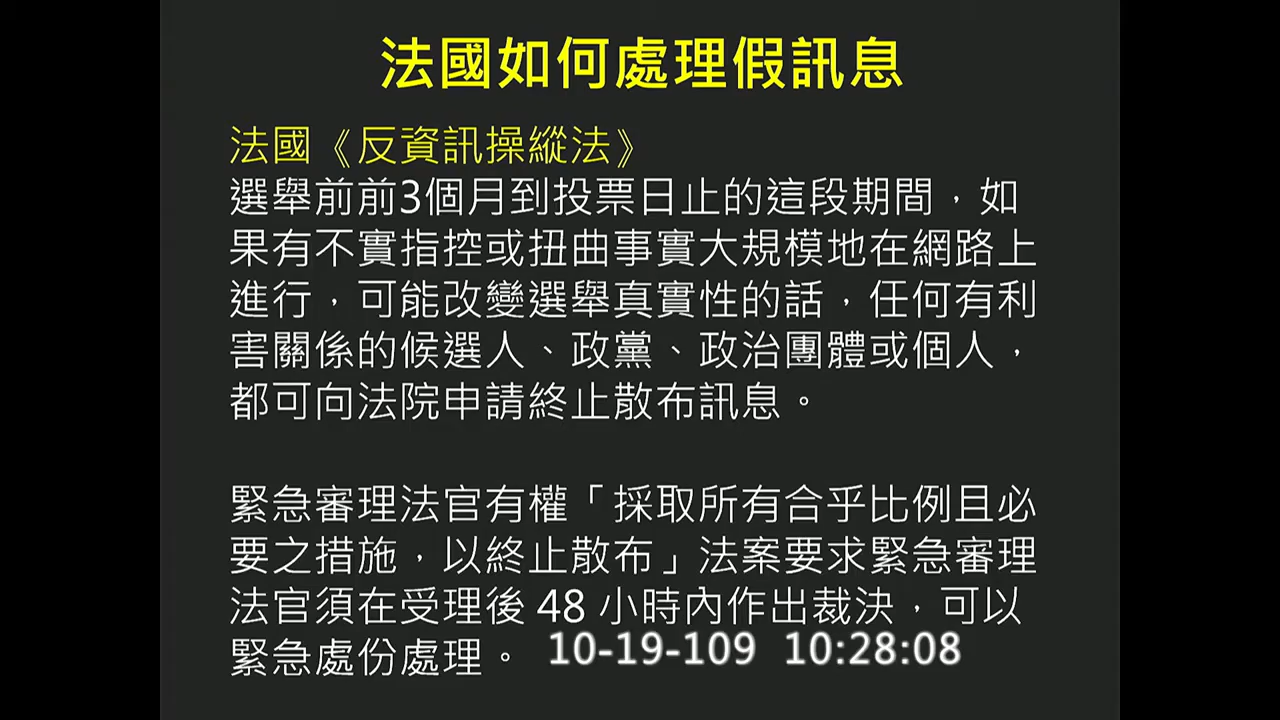 法國如何處理假訊息
法國《反資訊操縱法》
選舉前前3個月到投票日止的這段期間，如
果有不實指控或扭曲事實大規模地在網路上
進行，可能改變選舉真實性的話，任何有利
害關係的候選人、政黨、政治團體或個人，
都可向法院申請終止散布訊息。
緊急審理法官有權「採取所有合乎比例且必
要之措施，以終止散布」法案要求緊急審理
法官須在受理後 48 小時內作出裁決，可以
緊急處份處理。
10-19-109 10:28:08